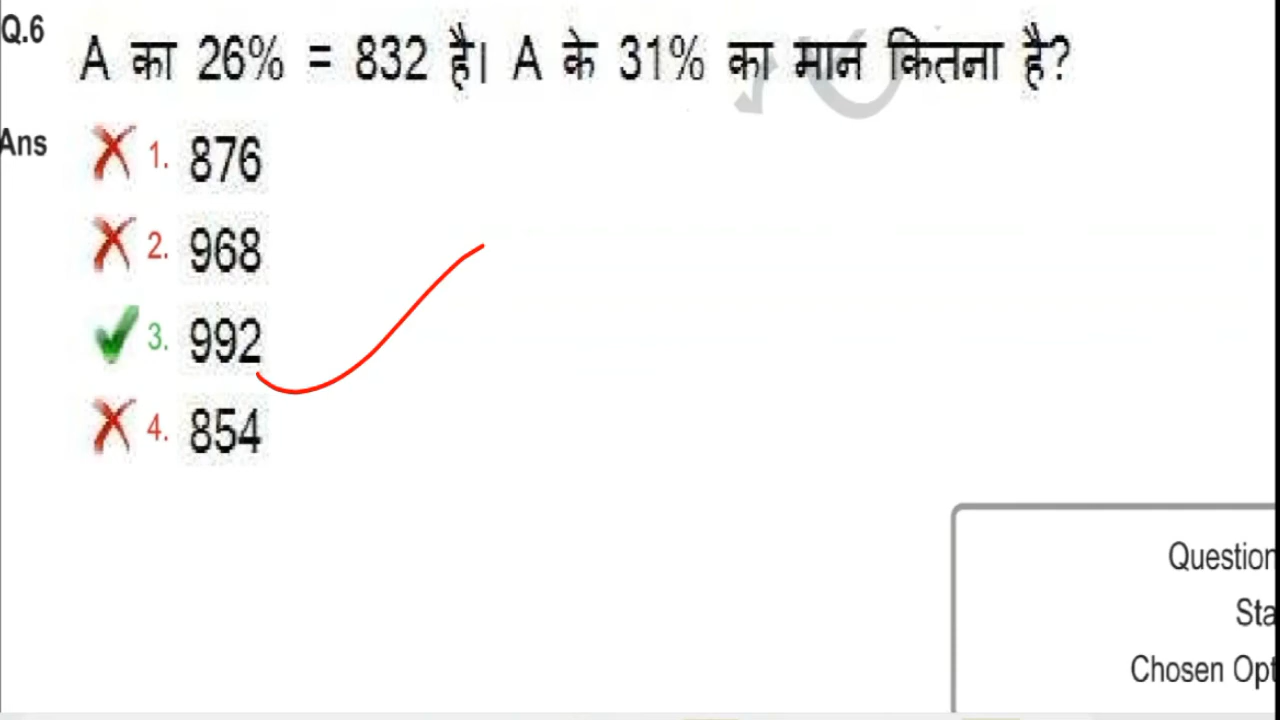 Q.6 A का 26% = 832 है। A के 31% का मान कितना है?
Ans 1. 876
2. 968
3. 992
4. 854
Question
Sta
Chosen Opt